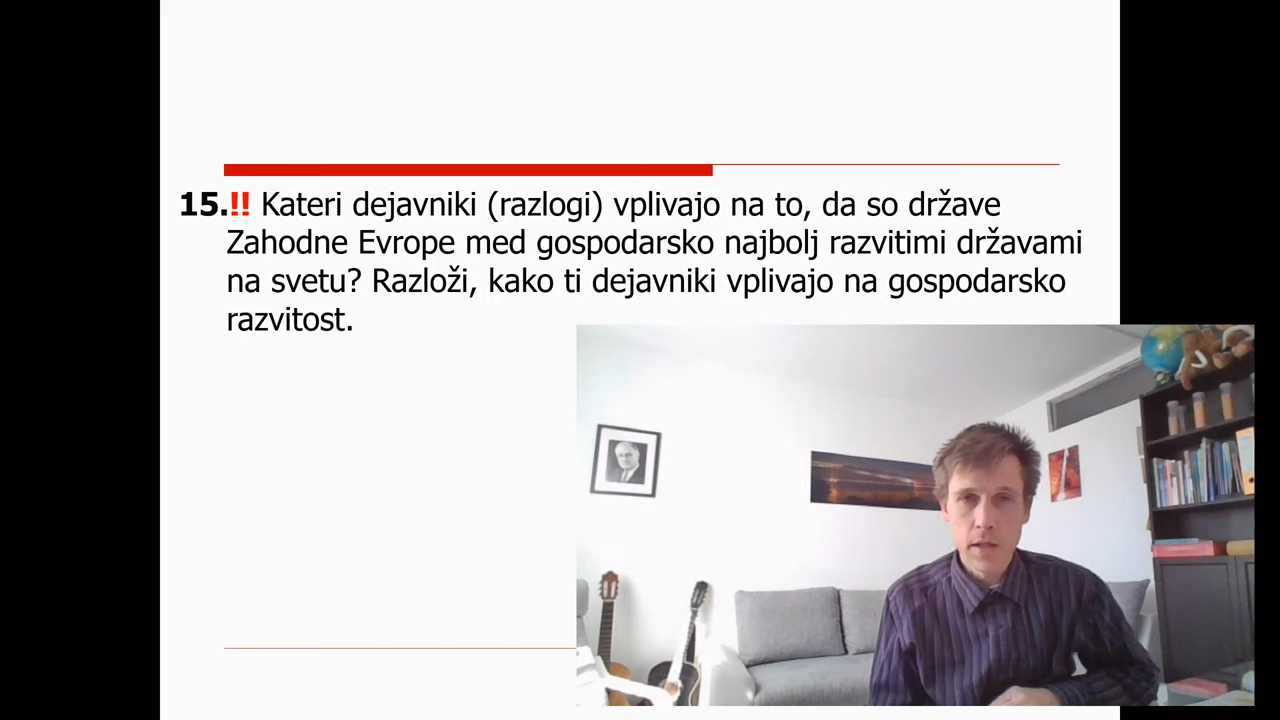 15.!! Kateri dejavniki (razlogi) vplivajo na to, da so države
Zahodne Evrope med gospodarsko najbolj razvitimi državami
na svetu? Razloži, kako ti dejavniki vplivajo na gospodarsko
razvitost.